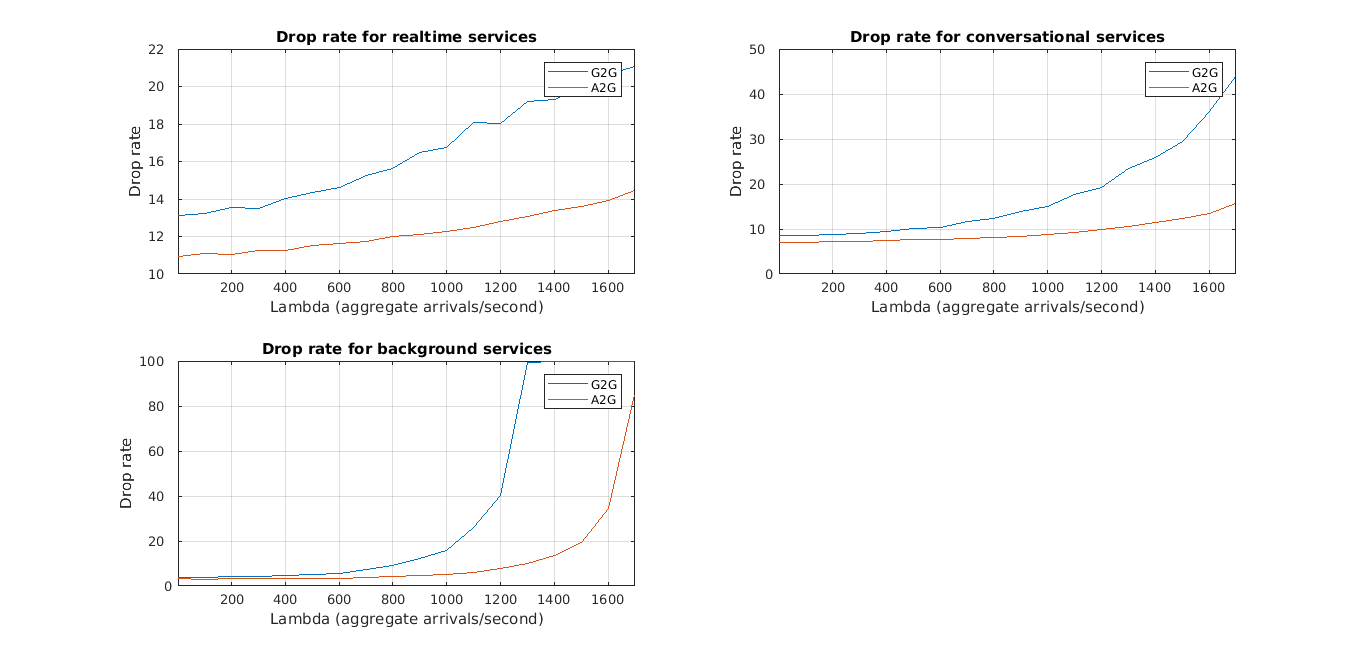 Drop rate for realtime services
22
20
18
16
14
12
10
Drop rate
G2G
A2G
200 400 600 800 1000 1200 1400 1600
Lambda (aggregate arrivals/second)
Drop rate for conversational services
50
40
30
20
10
0
Drop rate
G2G
A2G
200 400 600 800 1000 1200 1400 1600
Lambda (aggregate arrivals/second)
Drop rate for background services
100
80
60
40
20
0
Drop rate
G2G
A2G
200 400 600 800 1000 1200 1400 1600
Lambda (aggregate arrivals/second)